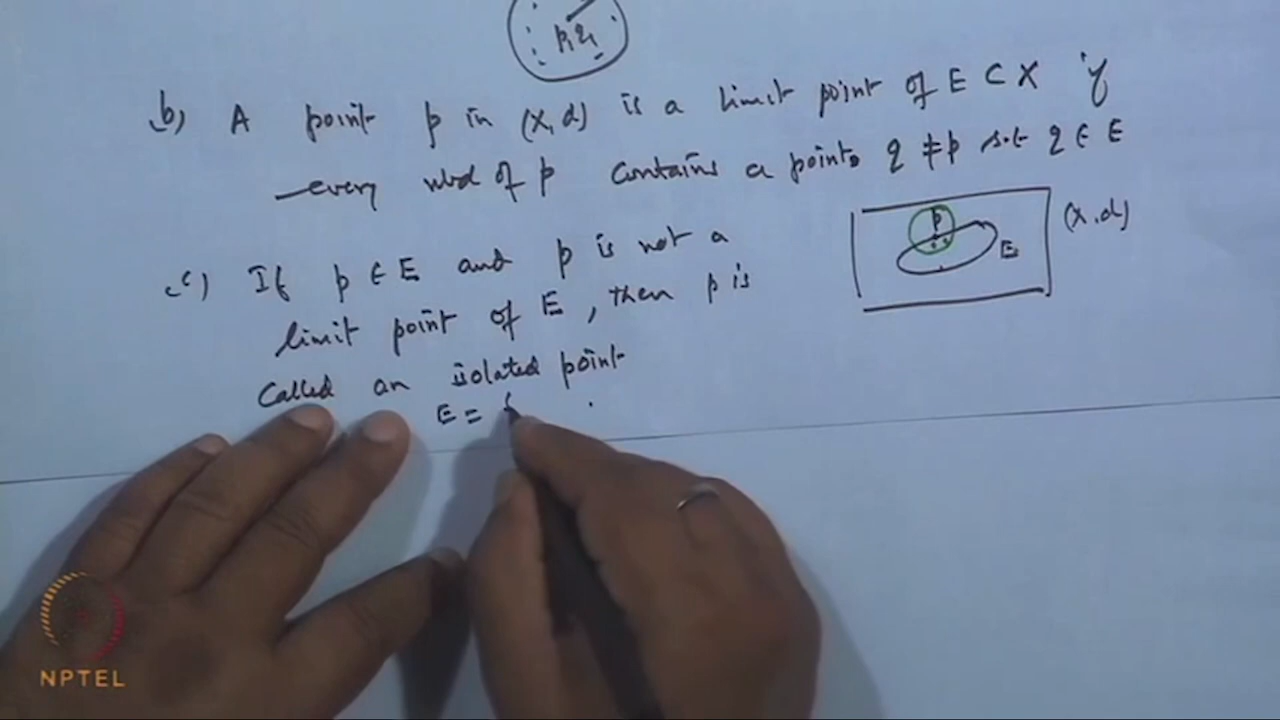 p, r,
b) A point p in (X, d) is a limit point of E ⊂ X if
every nbd of p contains a point q ≠ p s.t q ∈ E
p
(X, d)
E
c) If p ∈ E and p is not a
limit point of E, then p is
called an isolated point
E = {
NPTEL